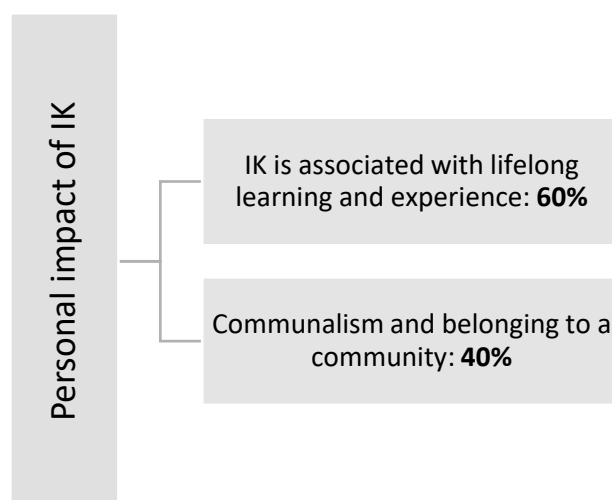 Personal impact of IK
IK is associated with lifelong
learning and experience: 60%
Communalism and belonging to a
community: 40%